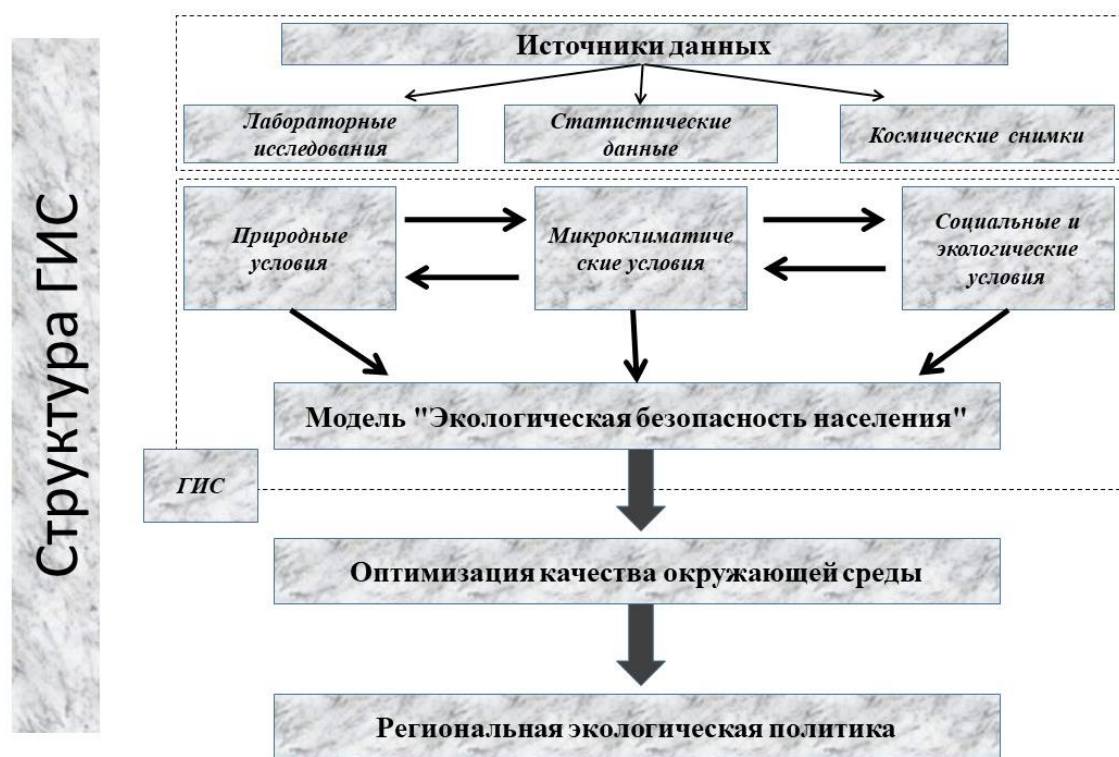 Структура ГИС
Источники данных
Лабораторные
исследования
Статистические
данные
Космические снимки
Природные
условия
Микроклиматиче
ские условия
Социальные и
экологические
условия
Модель "Экологическая безопасность населения"
ГИС
Оптимизация качества окружающей среды
Региональная экологическая политика